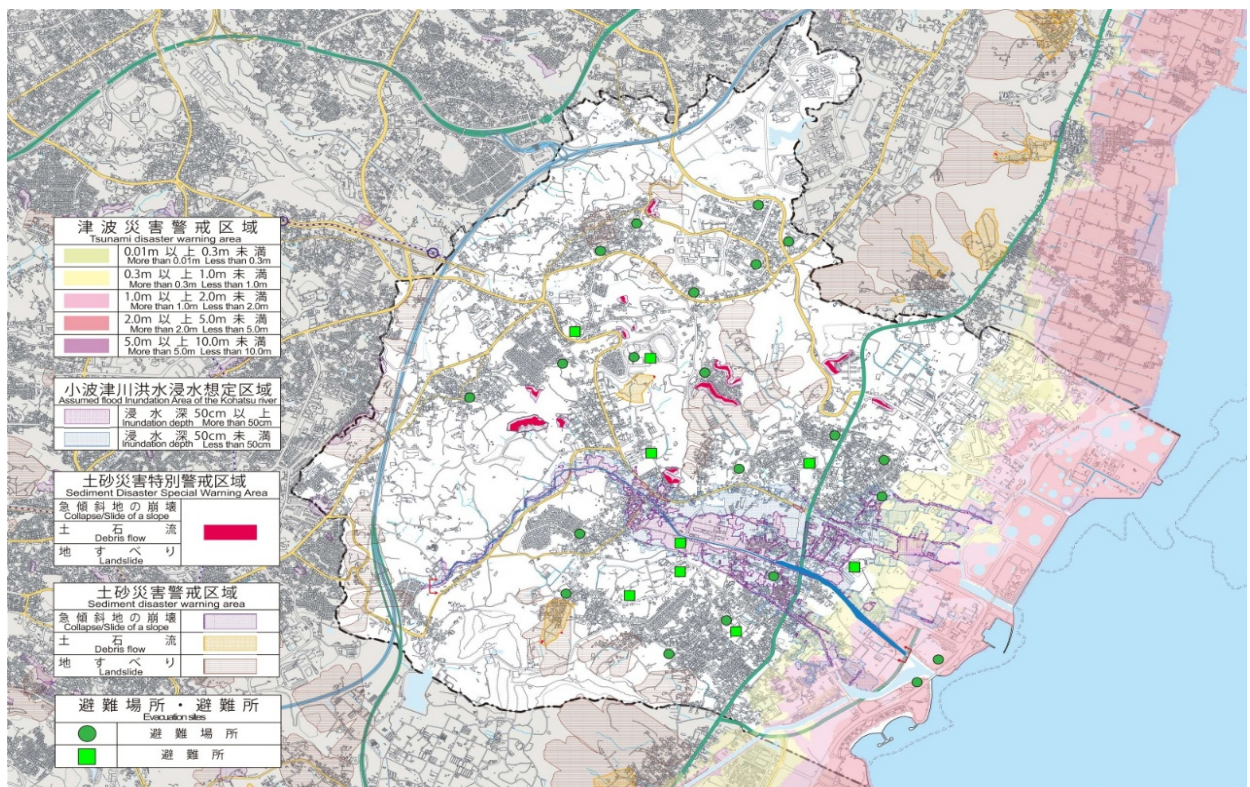 津波災害警戒区域
Tsunami disaster warning area
0.01m 以上 0.3m 未満
More than 0.01m Less than 0.3m
0.3m 以上 1.0m 未満
More than 0.3m Less than 1.0m
1.0m 以上 2.0m 未満
More than 1.0m Less than 2.0m
2.0m 以上 5.0m 未満
More than 2.0m Less than 5.0m
5.0m 以上 10.0m 未満
More than 5.0m Less than 10.0m
小波津川洪水浸水想定区域
Assumed flood Inundation Area of the Kohatsu river
浸水深50cm以上
Inundation depth More than 50cm
浸水深50cm未満
Inundation depth Less than 50cm
土砂災害特別警戒区域
Sediment Disaster Special Warning Area
急傾斜地の崩壊
Collapse/Slide of a slope
土石流
Debris flow
地すべり
Landslide
土砂災害警戒区域
Sediment disaster warning area
急傾斜地の崩壊
Collapse/Slide of a slope
土石流
Debris flow
地すべり
Landslide
避難場所・避難所
Evacuation sites
避難場所
避難所